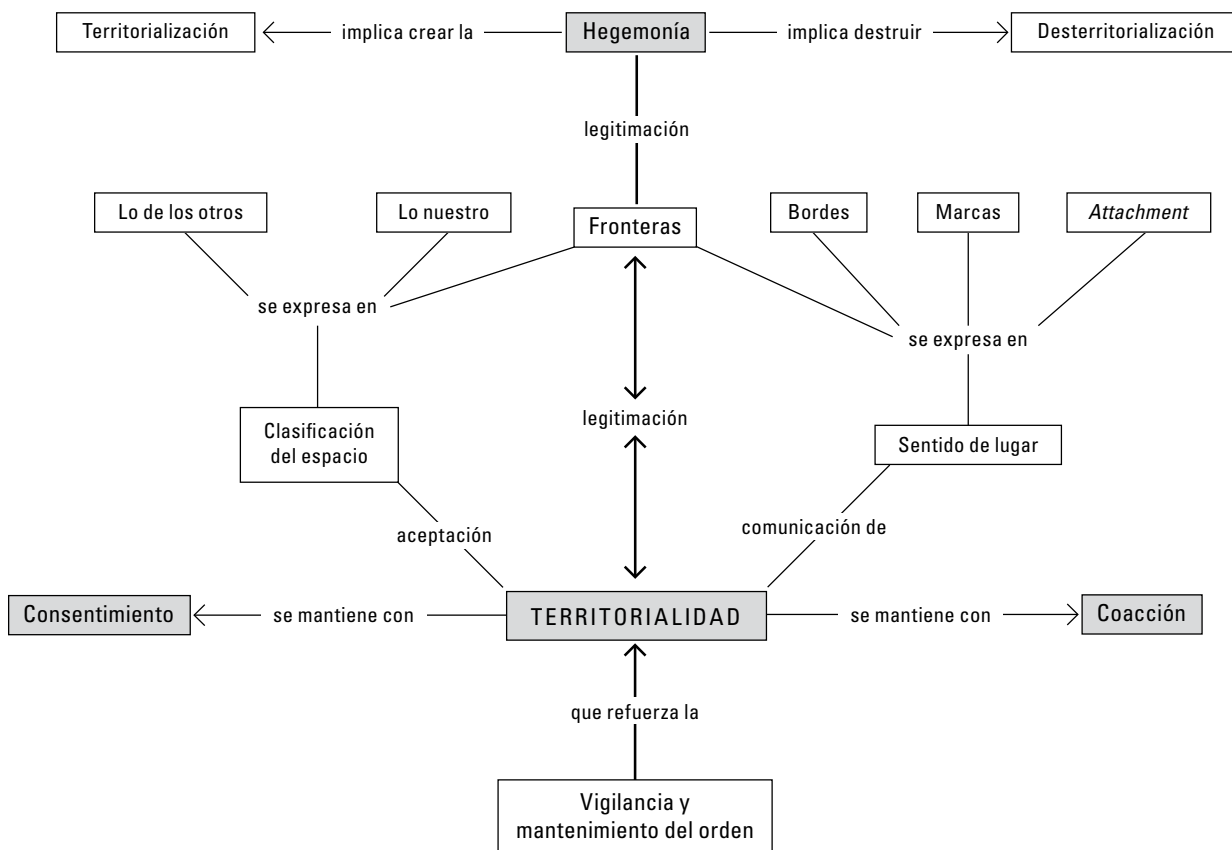 Territorialización
implica crear la
Hegemonía
implica destruir
Desterritorialización
legitimación
Lo de los otros
Lo nuestro
Fronteras
Bordes
Marcas
Attachment
se expresa en
se expresa en
Clasificación
del espacio
legitimación
Sentido de lugar
aceptación
comunicación de
Consentimiento
se mantiene con
TERRITORIALIDAD
se mantiene con
Coacción
que refuerza la
Vigilancia y
mantenimiento del orden